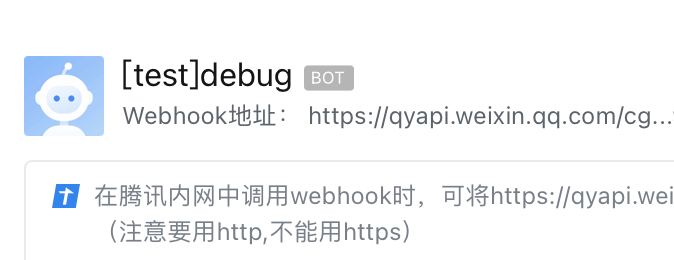 [test]debug BOT
Webhook地址： https://qyapi.weixin.qq.com/cg...
在腾讯内网中调用webhook时，可将https://qyapi.wei
（注意要用http,不能用https）